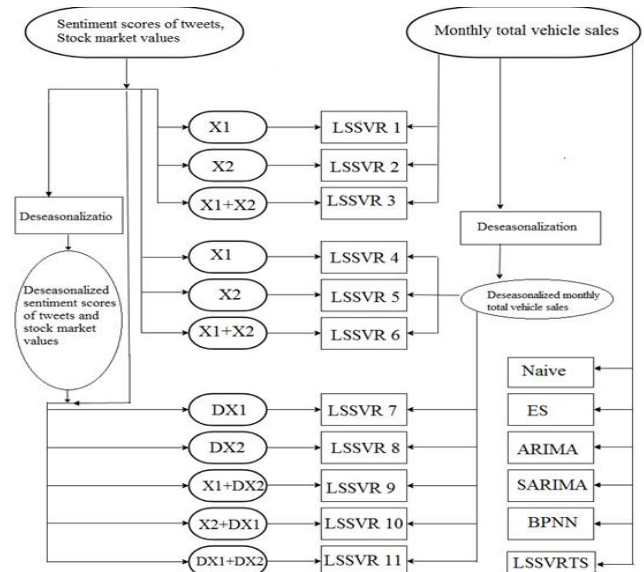 Sentiment scores of tweets,
Stock market values
Monthly total vehicle sales
X1
LSSVR 1
X2
LSSVR 2
X1+X2
LSSVR 3
Deseasonalizatio
Deseasonalization
X1
LSSVR 4
X2
LSSVR 5
X1+X2
LSSVR 6
Deseasonalized
sentiment scores
of tweets and
stock market
values
Deseasonalized monthly
total vehicle sales
Naive
DX1
LSSVR 7
ES
DX2
LSSVR 8
ARIMA
X1+DX2
LSSVR 9
SARIMA
X2+DX1
LSSVR 10
BPNN
DX1+DX2
LSSVR 11
LSSVRTS